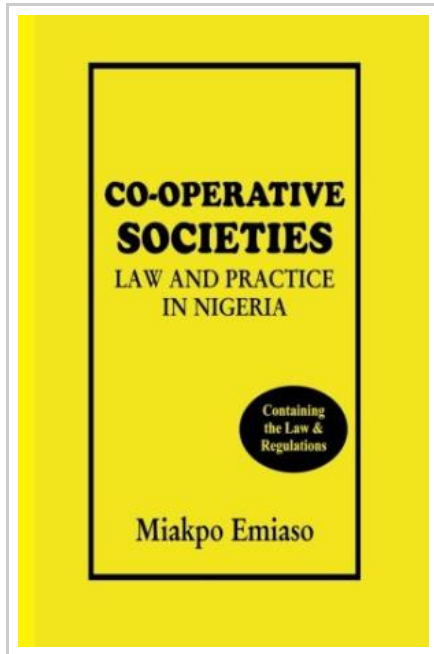 CO-OPERATIVE
SOCIETIES
LAW AND PRACTICE
IN NIGERIA
Containing
the Law &
Regulations
Miakpo Emiaso